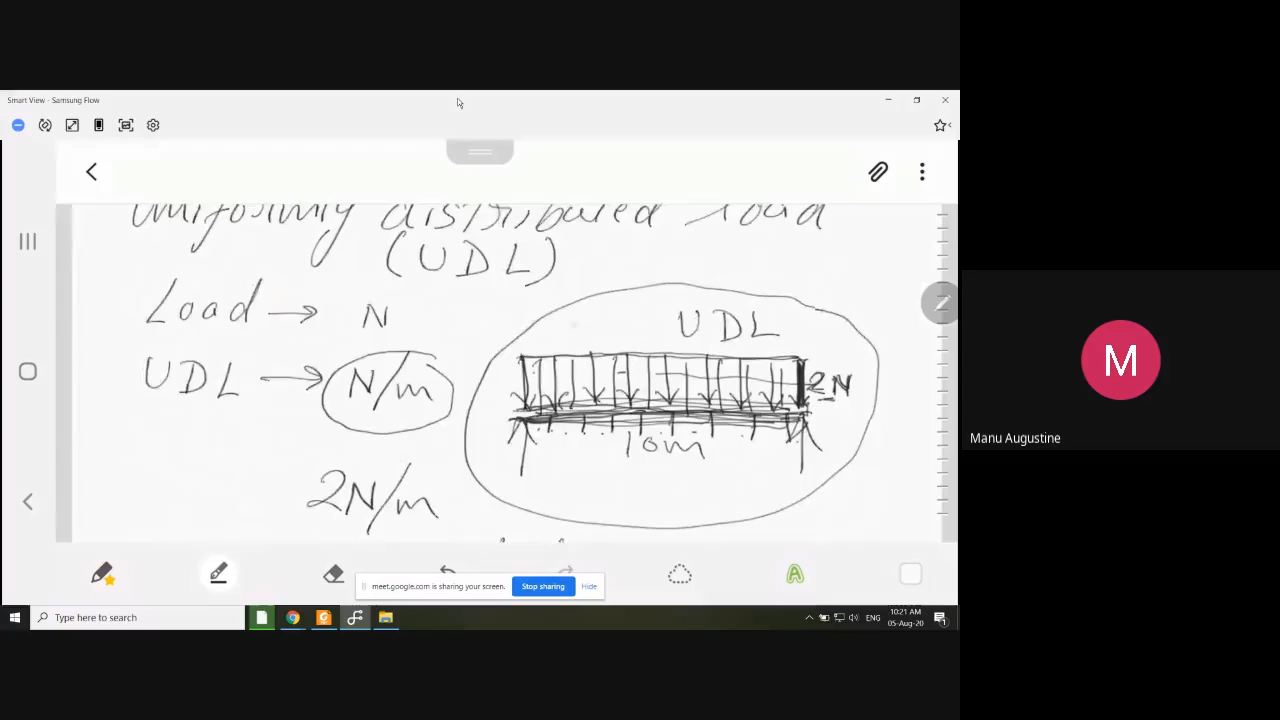 Smart View - Samsung Flow
Uniformly distributed load
(UDL)
Load → N
UDL → N/m
2N/m
UDL
2N
10m
A
meet.google.com is sharing your screen.
Stop sharing
Hide
Type here to search
ENG
10:21 AM
05-Aug-20
1
M
Manu Augustine